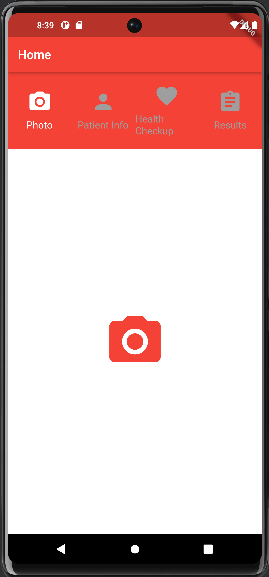 8:39
Home
Photo
Patient Info
Health
Checkup
Results